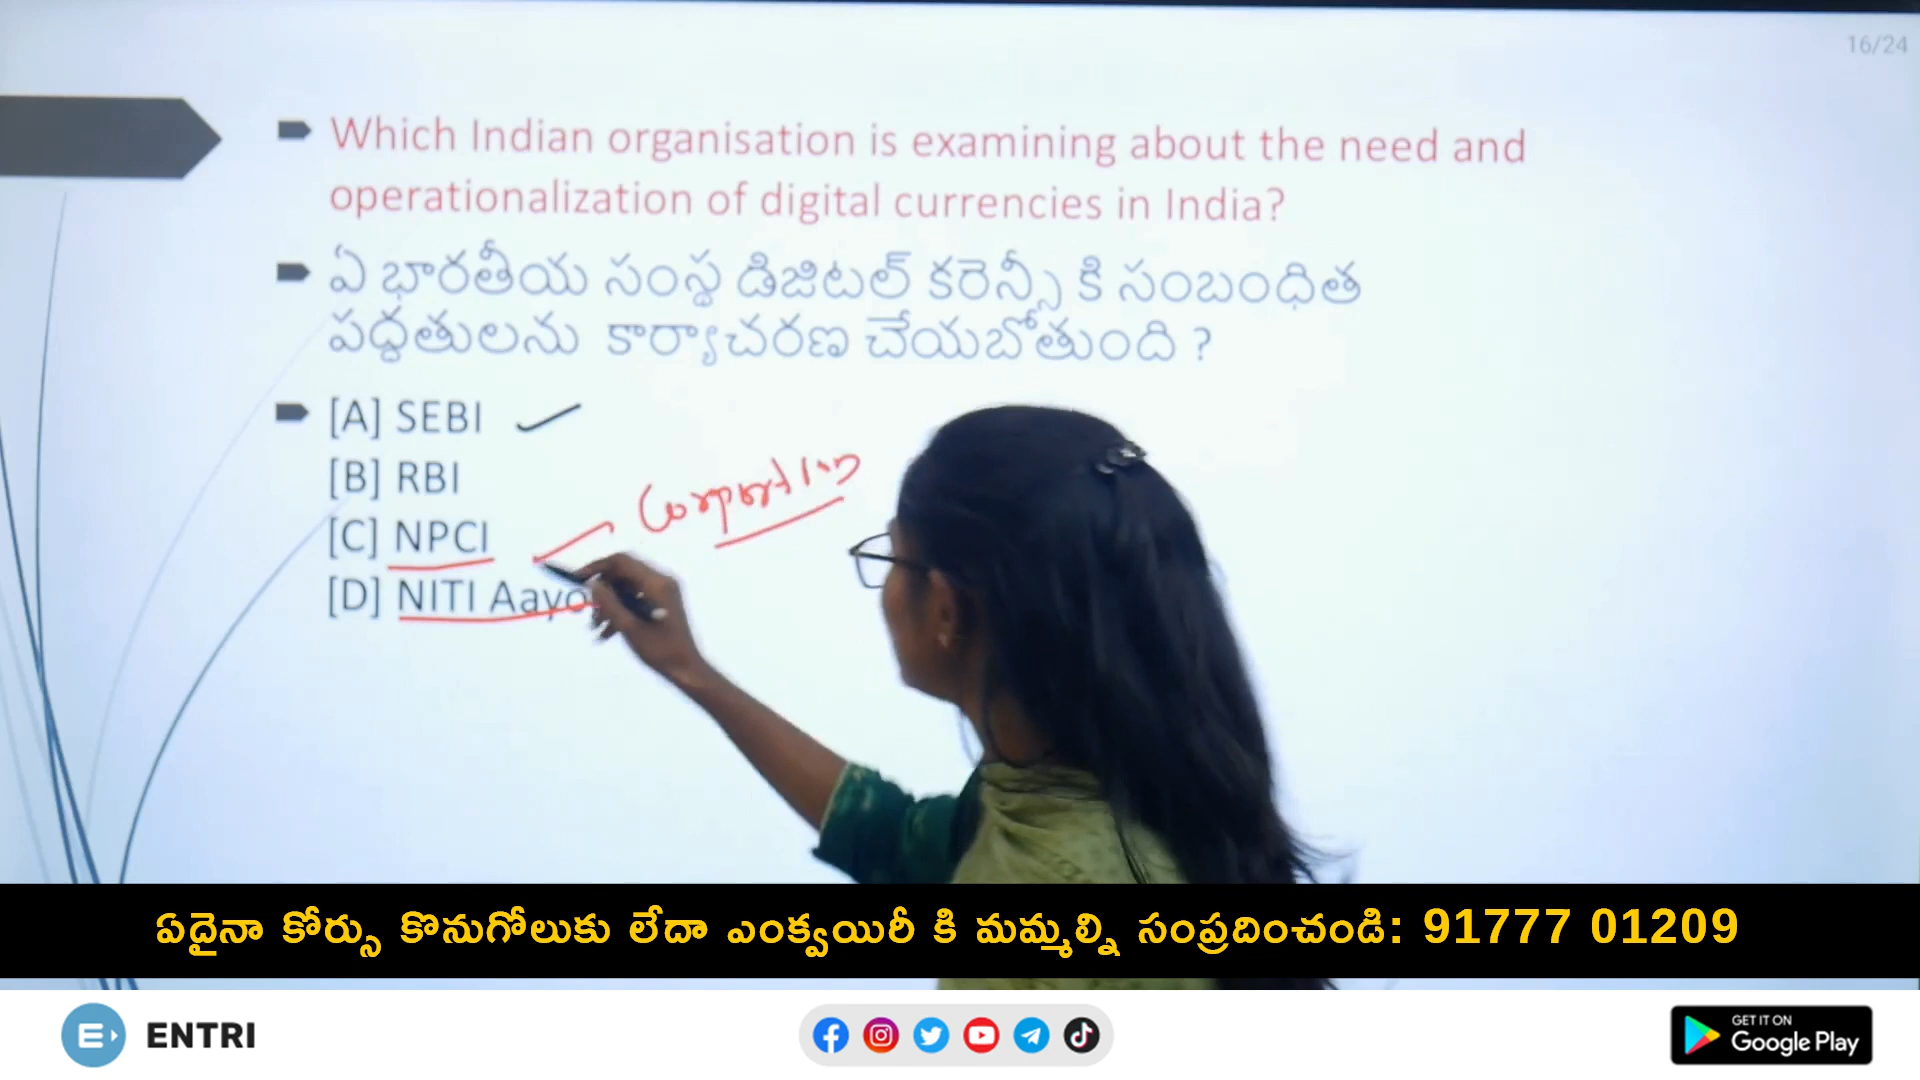 16/24
Which Indian organisation is examining about the need and
operationalization of digital currencies in India?
ఏ భారతీయ సంస్థ డిజిటల్ కరెన్సీ కి సంబంధిత
పద్ధతులను కార్యాచరణ చేయబోతుంది ?
[A] SEBI
[B] RBI
[C] NPCI
Corporation
[D] NITI Aayo
ఏదైనా కోర్సు కొనుగోలుకు లేదా ఎంక్వయిరీ కి మమ్మల్ని సంప్రదించండి: 91777 01209
E ENTRI
GET IT ON
Google Play